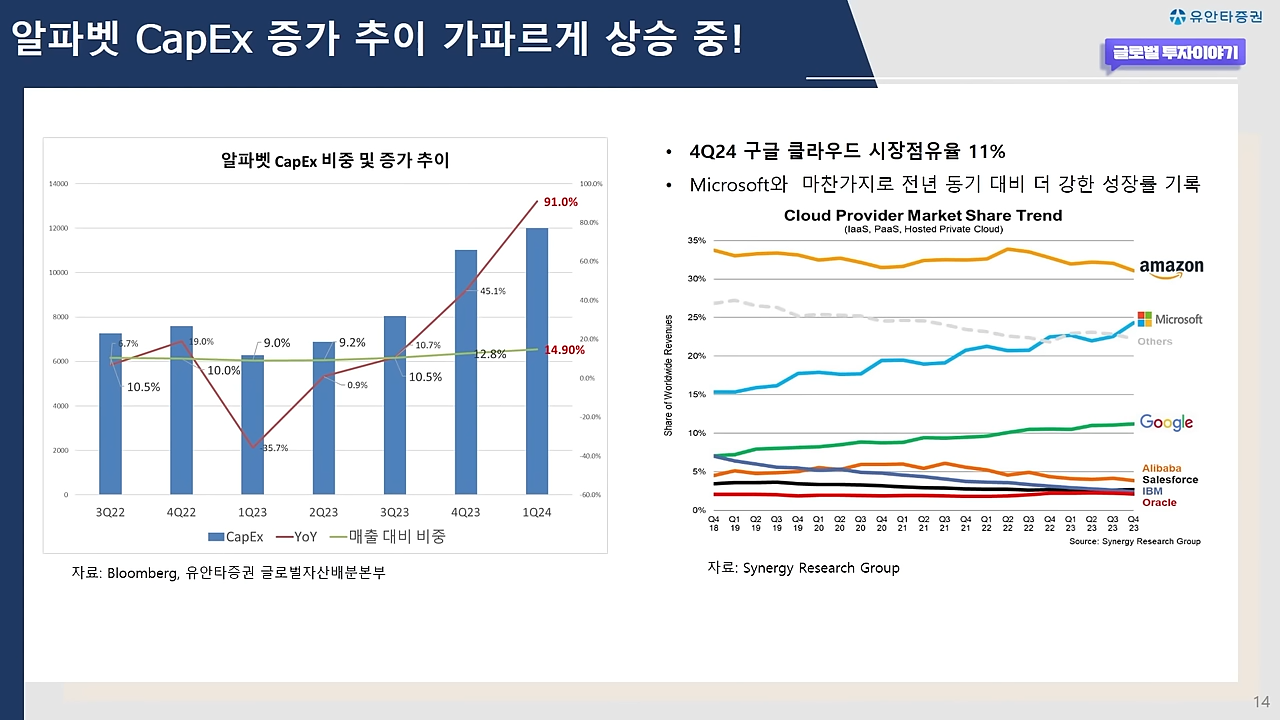 알파벳 CapEx 증가 추이 가파르게 상승 중!
유안타증권
글로벌 투자이야기
알파벳 CapEx 비중 및 증가 추이
14000
12000
10000
8000
6000
4000
2000
0
100.0%
80.0%
60.0%
40.0%
20.0%
0.0%
-20.0%
-40.0%
-60.0%
91.0%
45.1%
6.7%
19.0%
9.0%
9.2%
10.7%
12.8%
14.90%
10.5%
10.0%
0.9%
10.5%
-35.7%
3Q22 4Q22 1Q23 2Q23 3Q23 4Q23 1Q24
CapEx YoY 매출 대비 비중
자료: Bloomberg, 유안타증권 글로벌자산배분본부
• 4Q24 구글 클라우드 시장점유율 11%
• Microsoft와 마찬가지로 전년 동기 대비 더 강한 성장률 기록
Cloud Provider Market Share Trend
(IaaS, PaaS, Hosted Private Cloud)
Share of Worldwide Revenues
35%
30%
25%
20%
15%
10%
5%
0%
amazon
Microsoft
Others
Google
Alibaba
Salesforce
IBM
Oracle
Q4 Q1 Q2 Q3 Q4 Q1 Q2 Q3 Q4 Q1 Q2 Q3 Q4 Q1 Q2 Q3 Q4 Q1 Q2 Q3 Q4
18 19 19 19 19 20 20 20 20 21 21 21 21 22 22 22 22 23 23 23 23
Source: Synergy Research Group
자료: Synergy Research Group
14